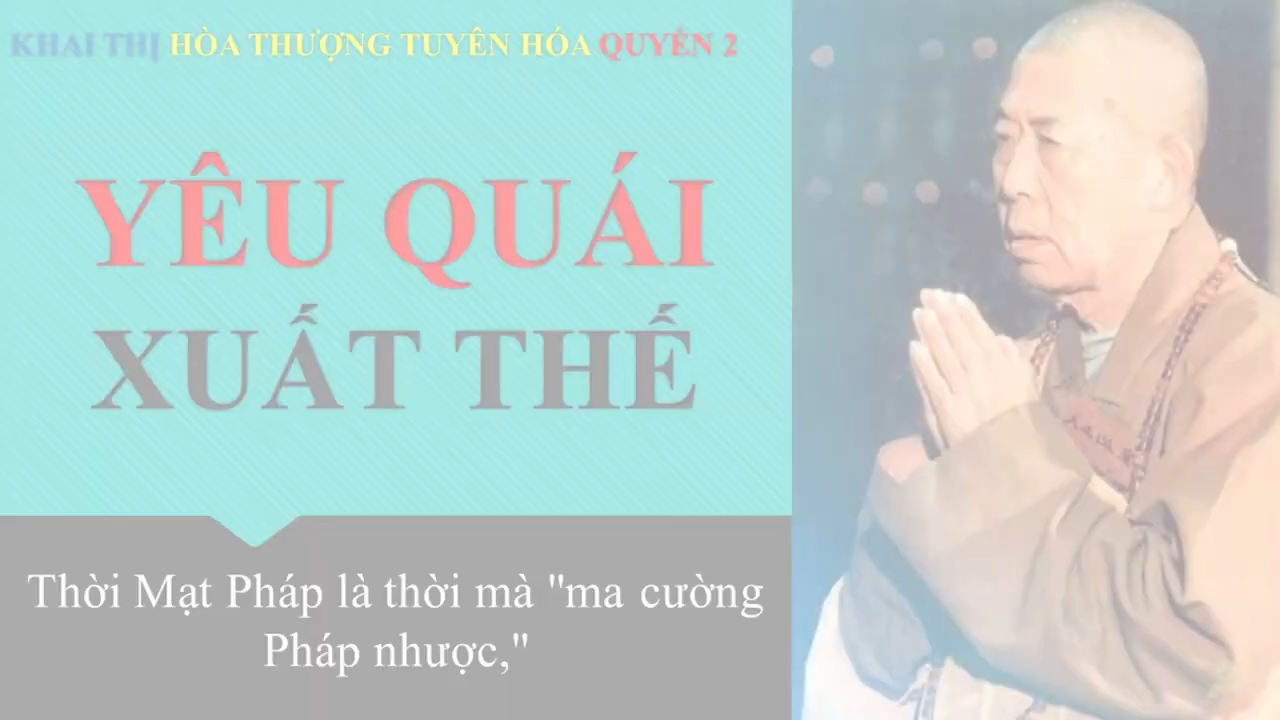 KHAI THỊ HÒA THƯỢNG TUYÊN HÓA QUYỂN 2
YÊU QUÁI
XUẤT THẾ
Thời Mạt Pháp là thời mà "ma cường
Pháp nhược,"